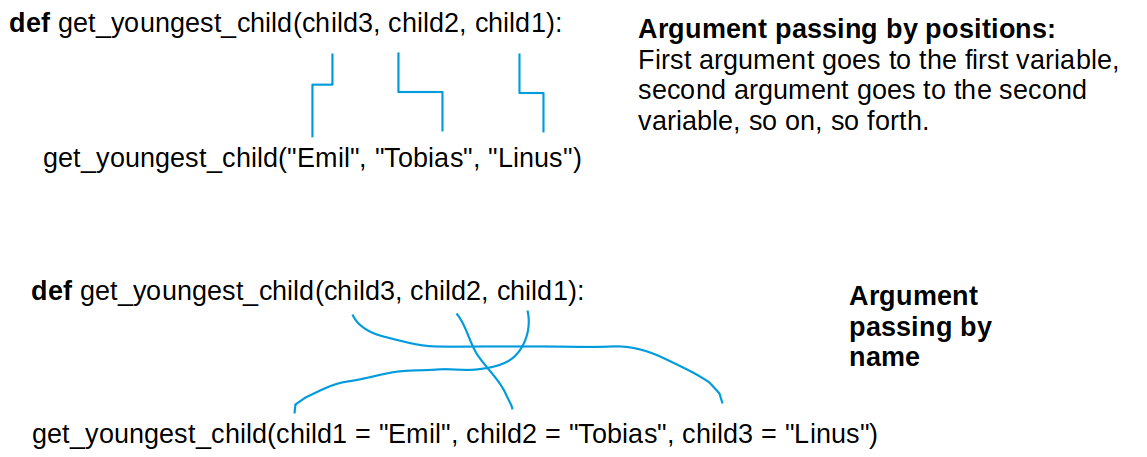 def get_youngest_child(child3, child2, child1):
Argument passing by positions:
First argument goes to the first variable,
second argument goes to the second
variable, so on, so forth.
get_youngest_child("Emil", "Tobias", "Linus")
def get_youngest_child(child3, child2, child1):
Argument
passing by
name
get_youngest_child(child1 = "Emil", child2 = "Tobias", child3 = "Linus")